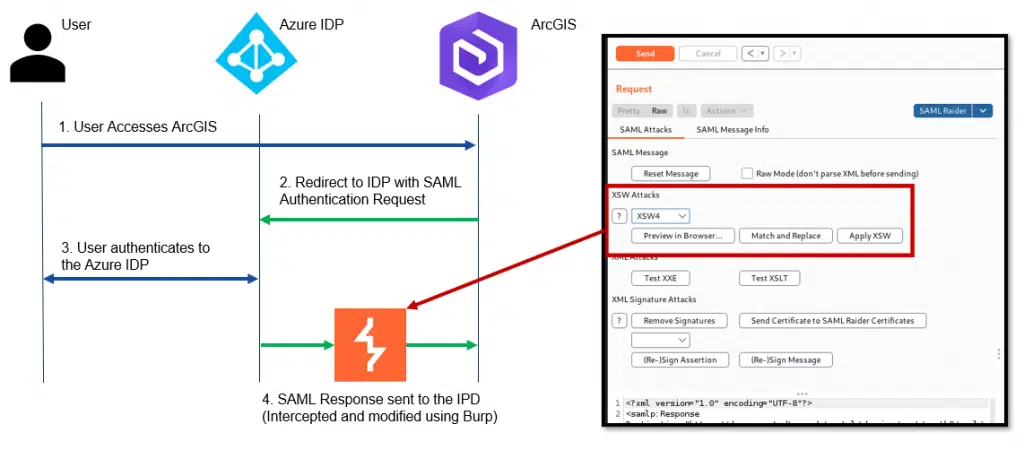 User
Azure IDP
ArcGIS
1. User Accesses ArcGIS
2. Redirect to IDP with SAML
Authentication Request
3. User authenticates to
the Azure IDP
4. SAML Response sent to the IPD
(Intercepted and modified using Burp)
Send Cancel < >
Request
Pretty Raw \n Actions SAML Raider
SAML Attacks SAML Message Info
SAML Message
Reset Message Raw Mode (don't parse XML before sending)
XSW Attacks
? XSW4
Preview in Browser... Match and Replace Apply XSW
XML Attacks
Test XXE Test XSLT
XML Signature Attacks
? Remove Signatures Send Certificate to SAML Raider Certificates
(Re-)Sign Assertion (Re-)Sign Message
1 <?xml version="1.0" encoding="UTF-8"?>
2 <samlp:Response